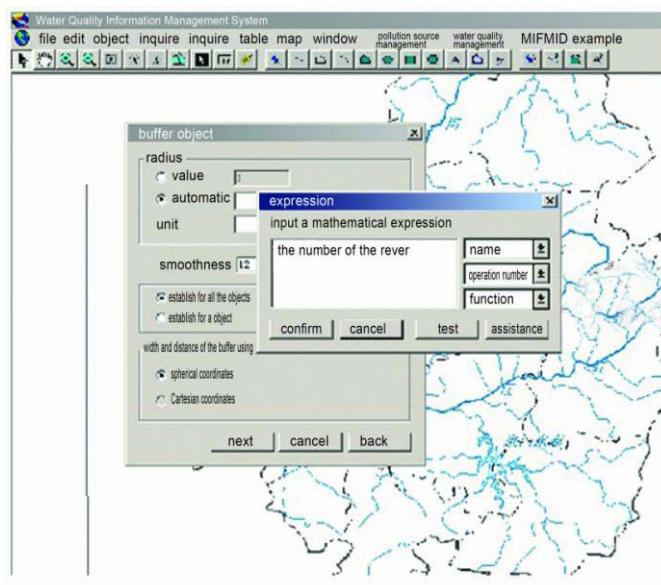 Water Quality Information Management System
file edit object inquire inquire table map window pollution source management water quality management MIFMID example
buffer object
radius
value
automatic
unit
smoothness 12
establish for all the objects
establish for a object
width and distance of the buffer using
spherical coordinates
Cartesian coordinates
next cancel back
expression
input a mathematical expression
the number of the rever
name
operation number
function
confirm cancel test assistance